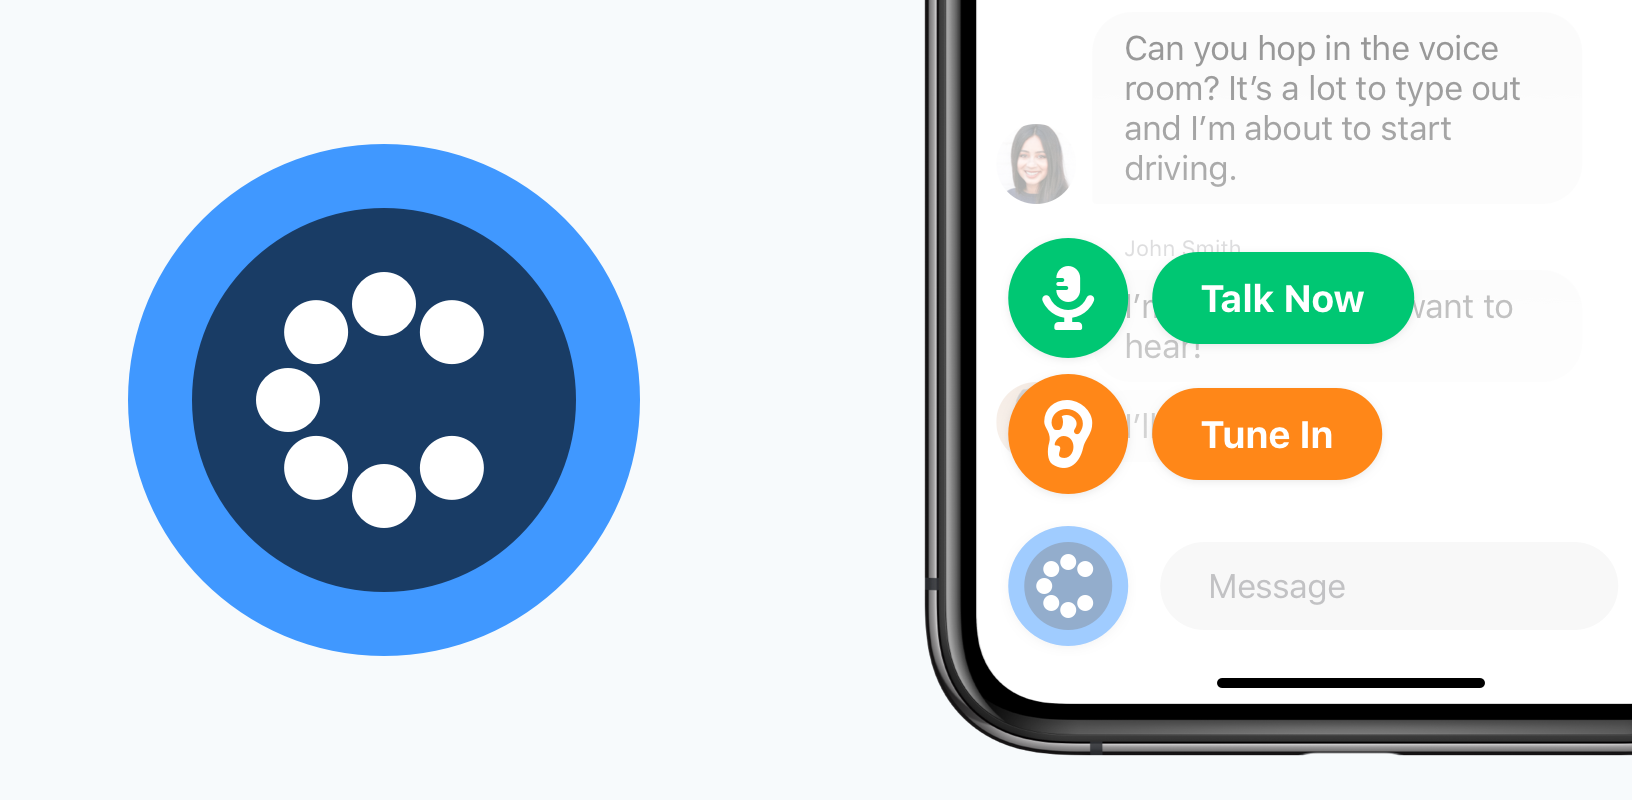 Can you hop in the voice
room? It’s a lot to type out
and I’m about to start
driving.
John Smith
Talk Now
want to
hear!
Tune In
I’ll
Message